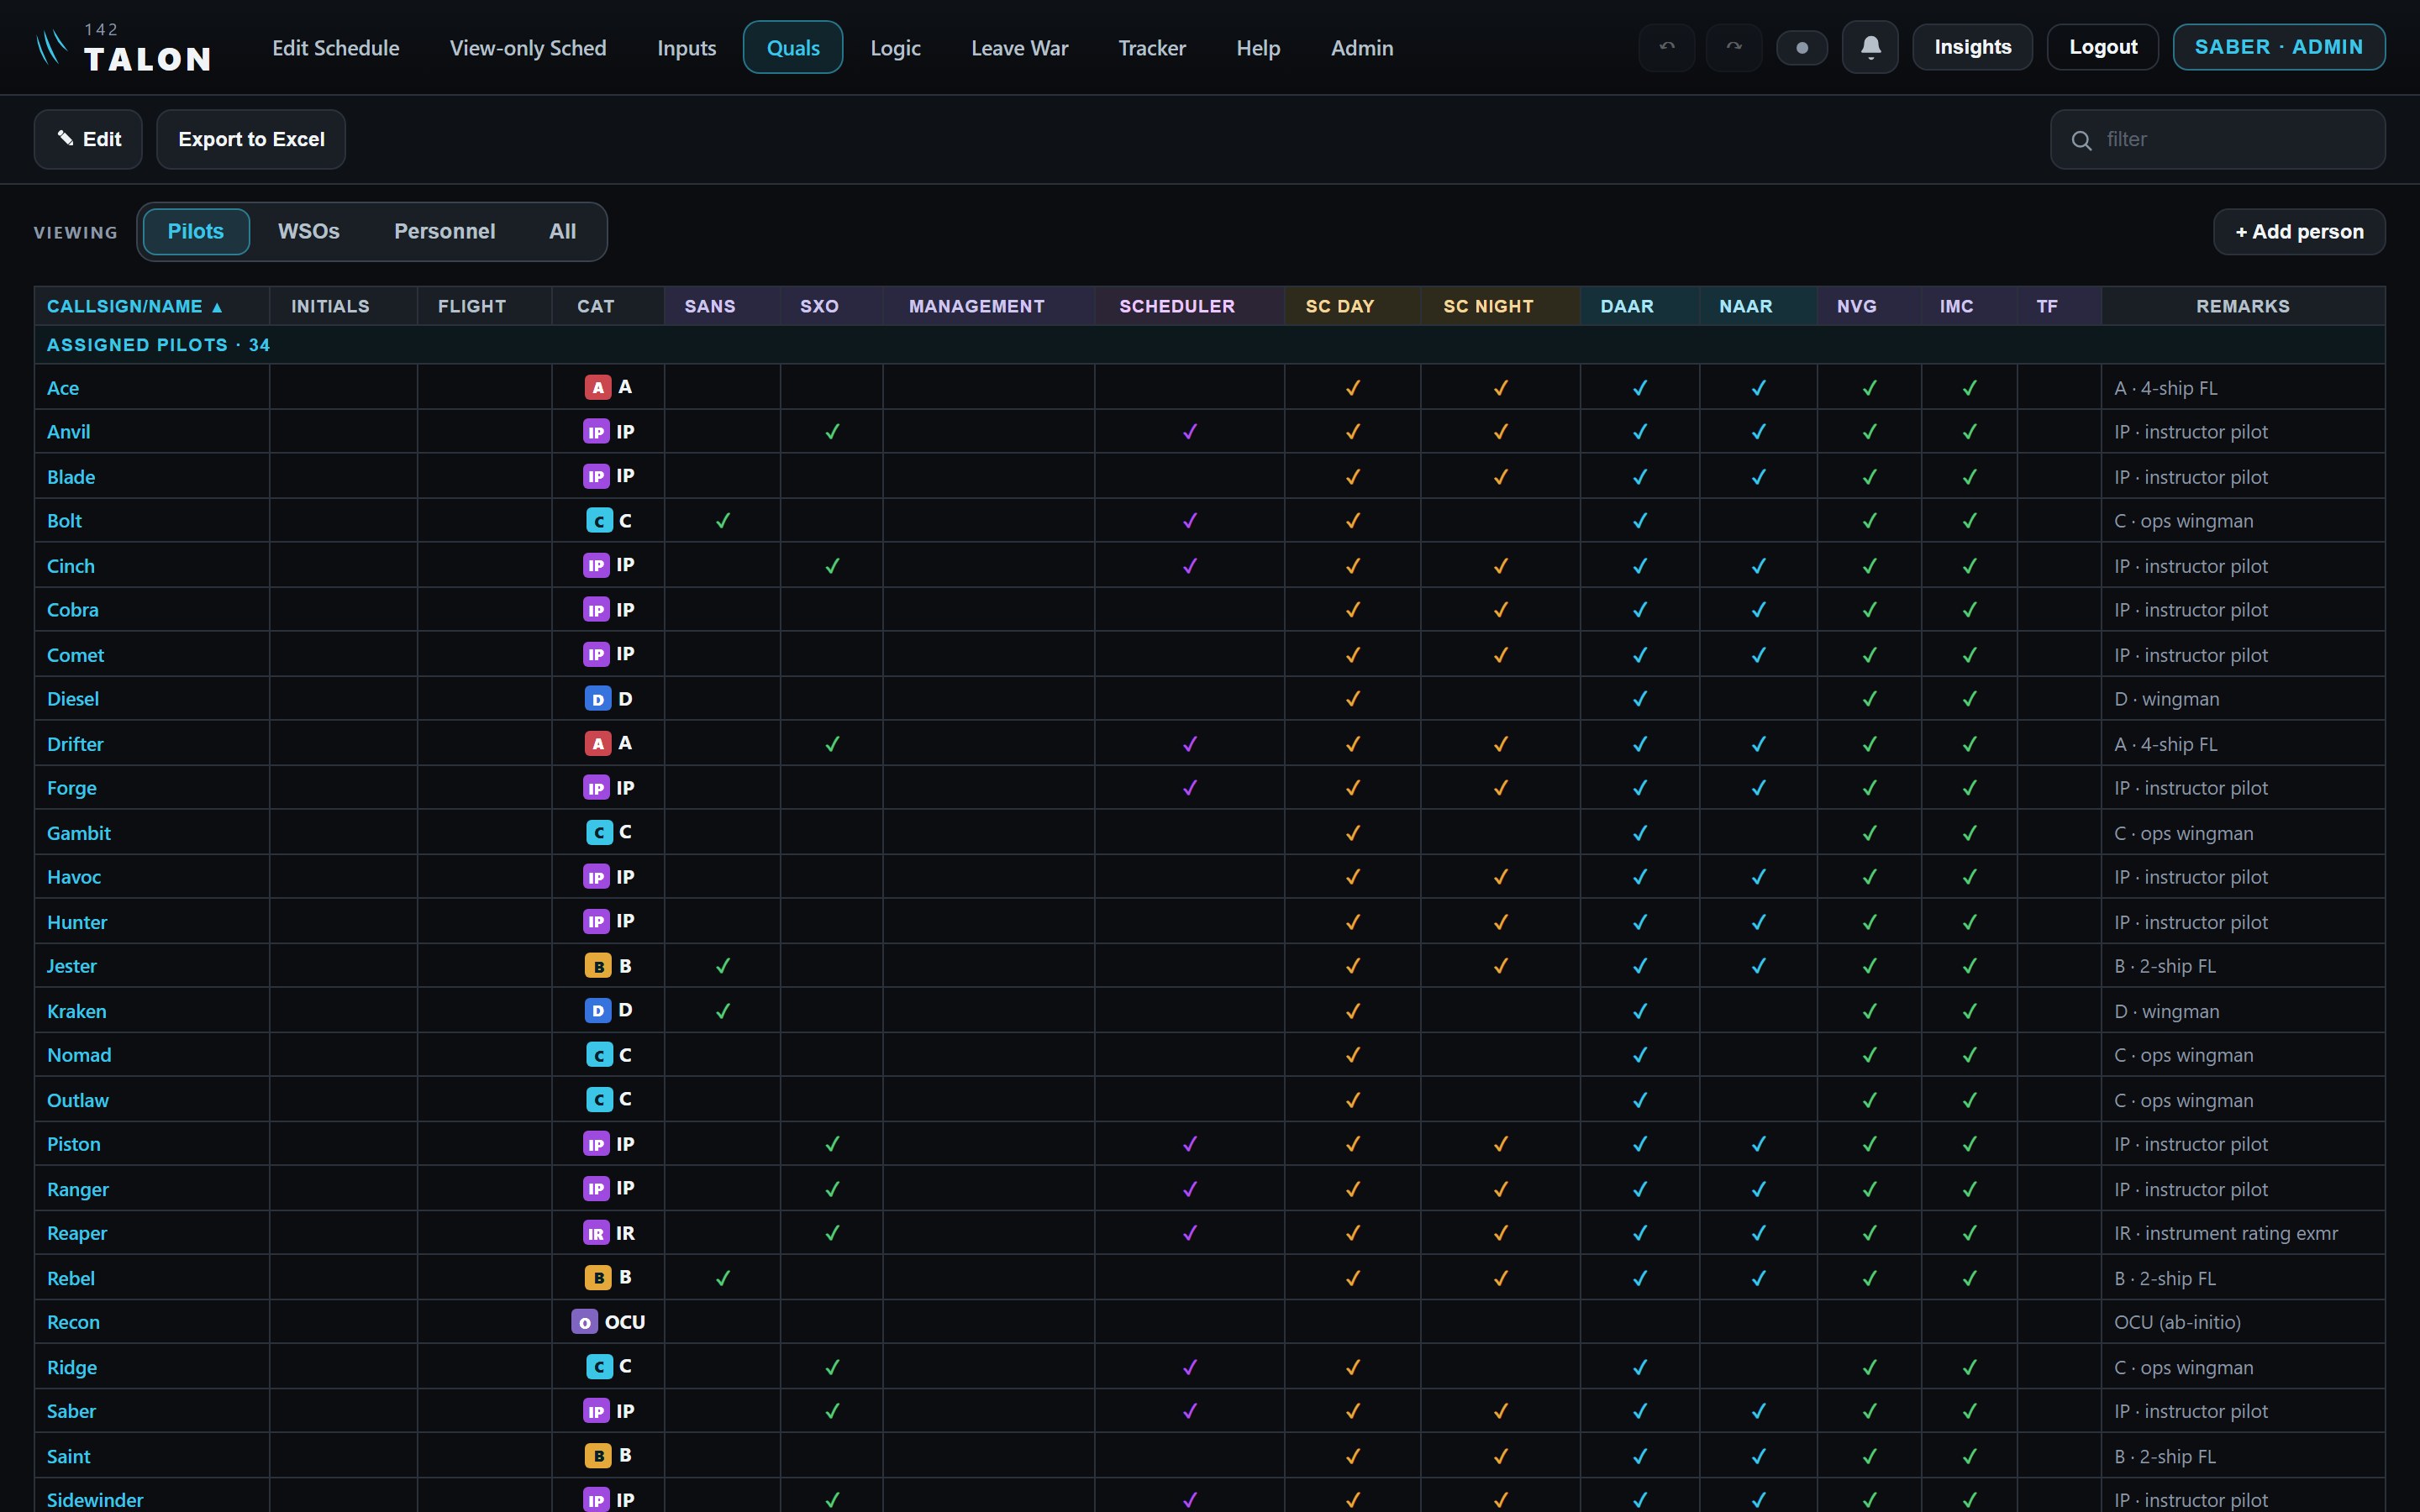 142
TALON
Edit Schedule View-only Sched Inputs Quals Logic Leave War Tracker Help Admin Insights Logout SABER · ADMIN
Edit Export to Excel filter
VIEWING Pilots WSOs Personnel All + Add person
CALLSIGN/NAME ▲ INITIALS FLIGHT CAT SANS SXO MANAGEMENT SCHEDULER SC DAY SC NIGHT DAAR NAAR NVG IMC TF REMARKS
ASSIGNED PILOTS · 34
Ace A A ✓ ✓ ✓ ✓ ✓ ✓ A · 4-ship FL
Anvil IP IP ✓ ✓ ✓ ✓ ✓ ✓ ✓ ✓ IP · instructor pilot
Blade IP IP ✓ ✓ ✓ ✓ ✓ ✓ IP · instructor pilot
Bolt C C ✓ ✓ ✓ ✓ ✓ ✓ C · ops wingman
Cinch IP IP ✓ ✓ ✓ ✓ ✓ ✓ ✓ ✓ IP · instructor pilot
Cobra IP IP ✓ ✓ ✓ ✓ ✓ ✓ IP · instructor pilot
Comet IP IP ✓ ✓ ✓ ✓ ✓ ✓ IP · instructor pilot
Diesel D D ✓ ✓ ✓ ✓ D · wingman
Drifter A A ✓ ✓ ✓ ✓ ✓ ✓ ✓ ✓ A · 4-ship FL
Forge IP IP ✓ ✓ ✓ ✓ ✓ ✓ ✓ IP · instructor pilot
Gambit C C ✓ ✓ ✓ ✓ C · ops wingman
Havoc IP IP ✓ ✓ ✓ ✓ ✓ ✓ IP · instructor pilot
Hunter IP IP ✓ ✓ ✓ ✓ ✓ ✓ IP · instructor pilot
Jester B B ✓ ✓ ✓ ✓ ✓ ✓ ✓ B · 2-ship FL
Kraken D D ✓ ✓ ✓ ✓ ✓ D · wingman
Nomad C C ✓ ✓ ✓ ✓ C · ops wingman
Outlaw C C ✓ ✓ ✓ ✓ C · ops wingman
Piston IP IP ✓ ✓ ✓ ✓ ✓ ✓ ✓ ✓ IP · instructor pilot
Ranger IP IP ✓ ✓ ✓ ✓ ✓ ✓ ✓ ✓ IP · instructor pilot
Reaper IR IR ✓ ✓ ✓ ✓ ✓ ✓ ✓ ✓ IR · instrument rating exmr
Rebel B B ✓ ✓ ✓ ✓ ✓ ✓ ✓ B · 2-ship FL
Recon O OCU OCU (ab-initio)
Ridge C C ✓ ✓ ✓ ✓ ✓ ✓ C · ops wingman
Saber IP IP ✓ ✓ ✓ ✓ ✓ ✓ ✓ ✓ IP · instructor pilot
Saint B B ✓ ✓ ✓ ✓ ✓ ✓ B · 2-ship FL
Sidewinder IP IP ✓ ✓ ✓ ✓ ✓ ✓ ✓ ✓ IP · instructor pilot